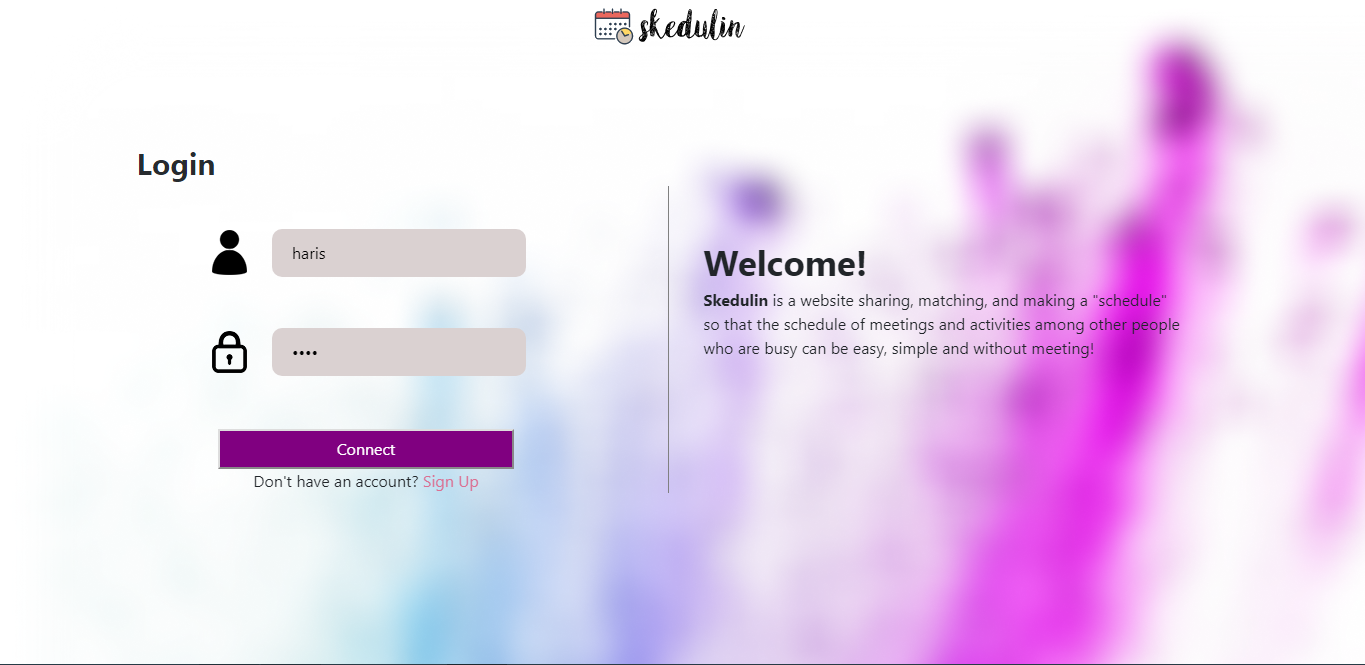 skedulin
Login
haris
••••
Connect
Don't have an account? Sign Up
Welcome!
Skedulin is a website sharing, matching, and making a "schedule"
so that the schedule of meetings and activities among other people
who are busy can be easy, simple and without meeting!